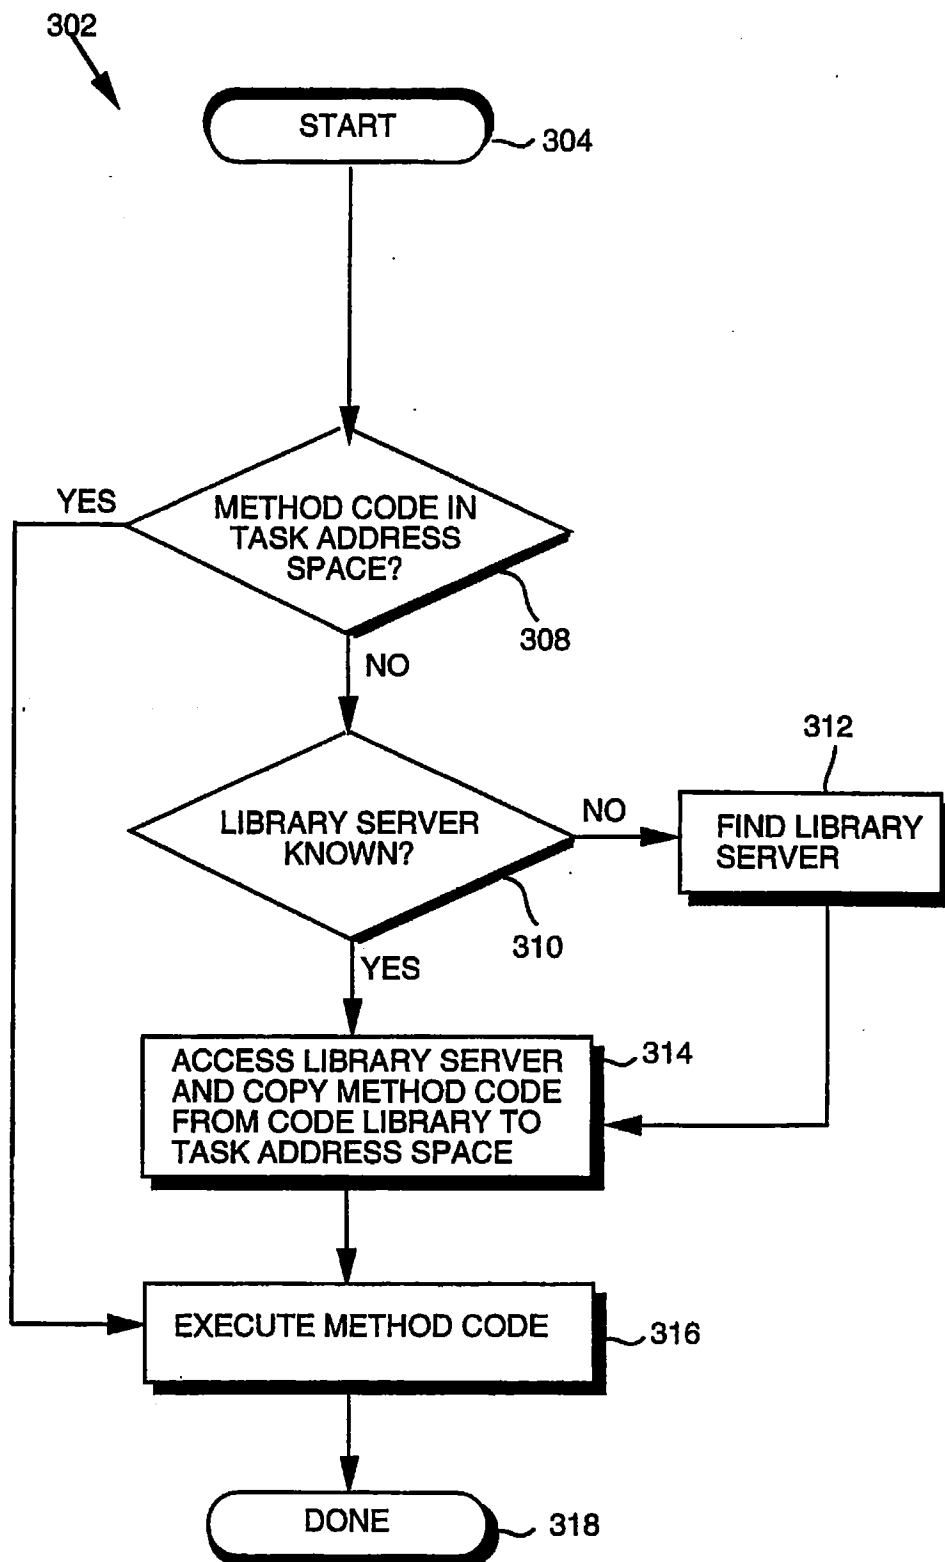 302
START
304
YES
METHOD CODE IN
TASK ADDRESS
SPACE?
308
NO
312
LIBRARY SERVER
KNOWN?
NO
FIND LIBRARY
SERVER
310
YES
ACCESS LIBRARY SERVER
AND COPY METHOD CODE
FROM CODE LIBRARY TO
TASK ADDRESS SPACE
314
EXECUTE METHOD CODE
316
DONE
318